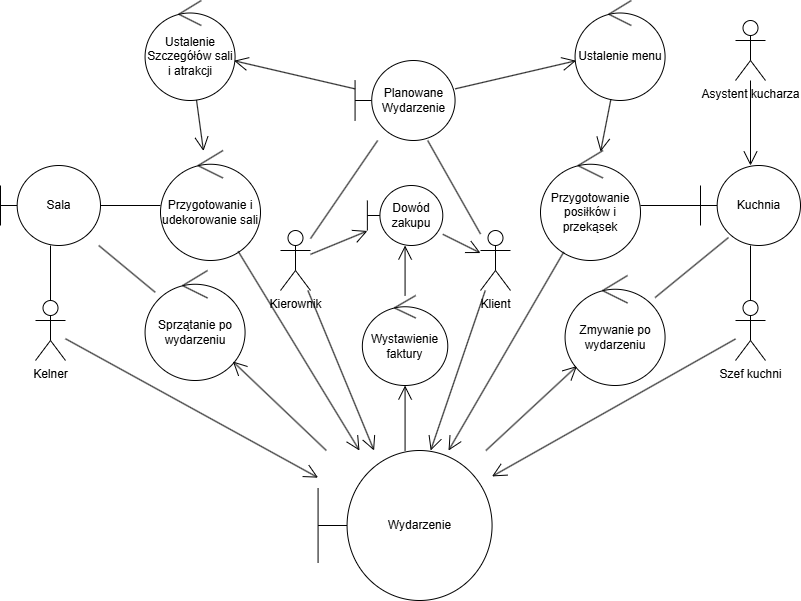 Ustalenie
Szczegółów sali
i atrakcji
Ustalenie menu
Asystent kucharza
Planowane
Wydarzenie
Sala
Przygotowanie i
udekorowanie sali
Dowód
zakupu
Przygotowanie
posiłków i
przekąsek
Kuchnia
Kierownik
Klient
Sprzątanie po
wydarzeniu
Wystawienie
faktury
Zmywanie po
wydarzeniu
Kelner
Szef kuchni
Wydarzenie